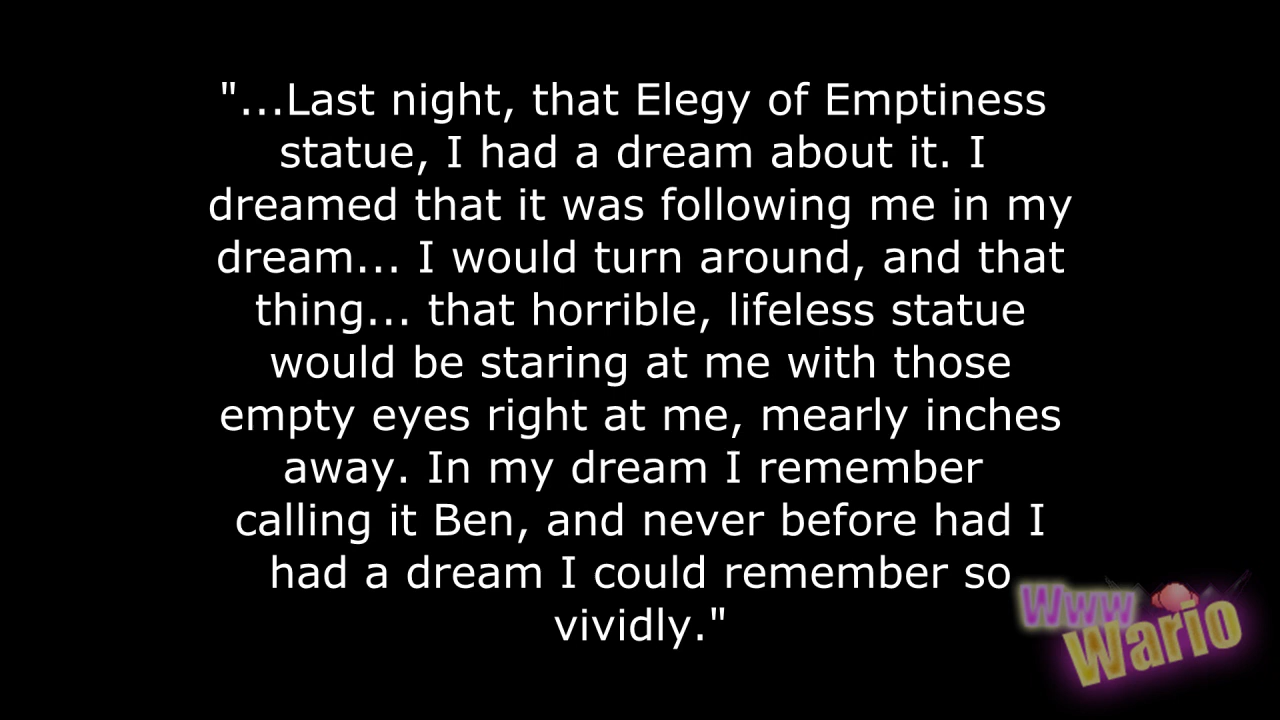 "...Last night, that Elegy of Emptiness
statue, I had a dream about it. I
dreamed that it was following me in my
dream... I would turn around, and that
thing... that horrible, lifeless statue
would be staring at me with those
empty eyes right at me, mearly inches
away. In my dream I remember
calling it Ben, and never before had I
had a dream I could remember so
vividly."
Www
Wario